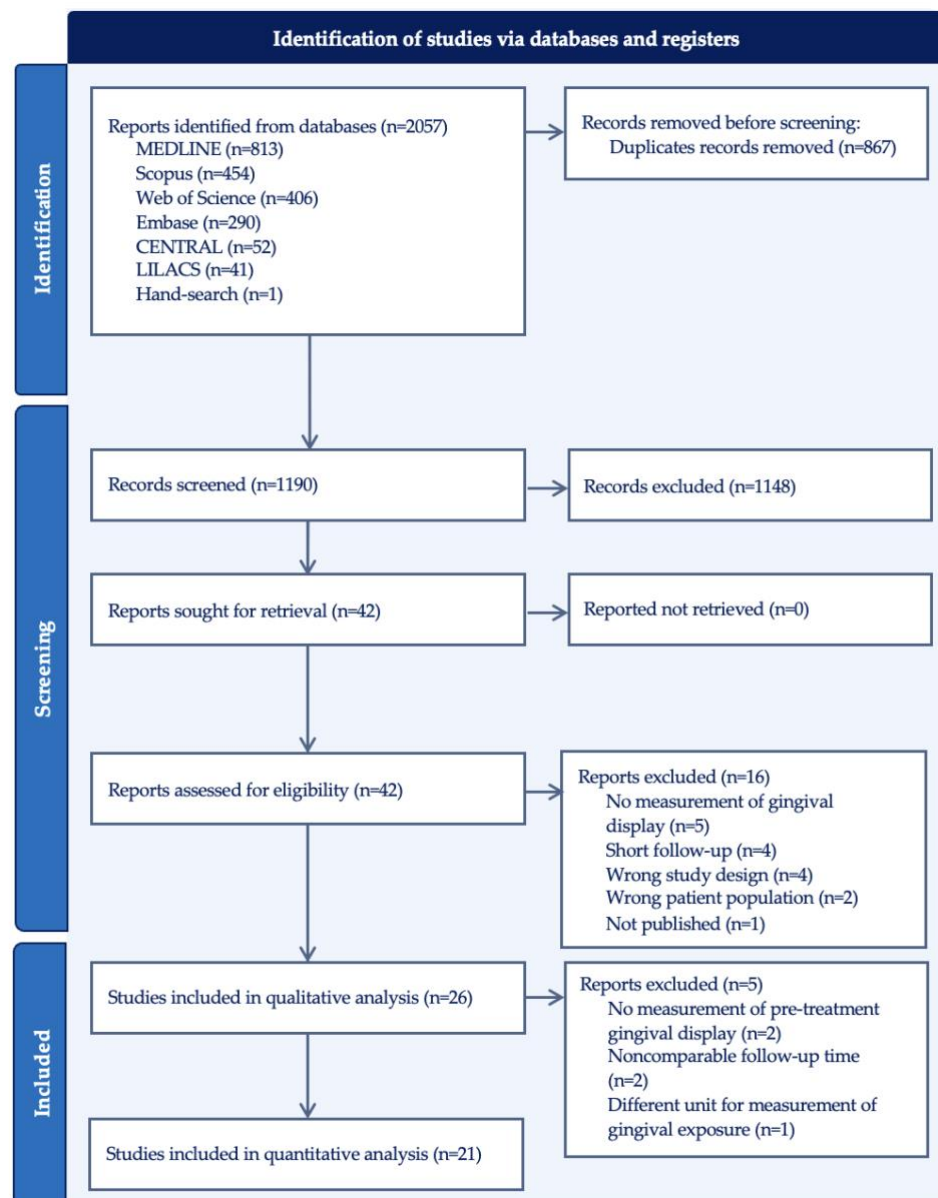 Identification of studies via databases and registers
Identification
Reports identified from databases (n=2057)
MEDLINE (n=813)
Scopus (n=454)
Web of Science (n=406)
Embase (n=290)
CENTRAL (n=52)
LILACS (n=41)
Hand-search (n=1)
Records removed before screening:
Duplicates records removed (n=867)
Screening
Records screened (n=1190)
Records excluded (n=1148)
Reports sought for retrieval (n=42)
Reported not retrieved (n=0)
Reports assessed for eligibility (n=42)
Reports excluded (n=16)
No measurement of gingival
display (n=5)
Short follow-up (n=4)
Wrong study design (n=4)
Wrong patient population (n=2)
Not published (n=1)
Included
Studies included in qualitative analysis (n=26)
Reports excluded (n=5)
No measurement of pre-treatment
gingival display (n=2)
Noncomparable follow-up time
(n=2)
Different unit for measurement of
gingival exposure (n=1)
Studies included in quantitative analysis (n=21)